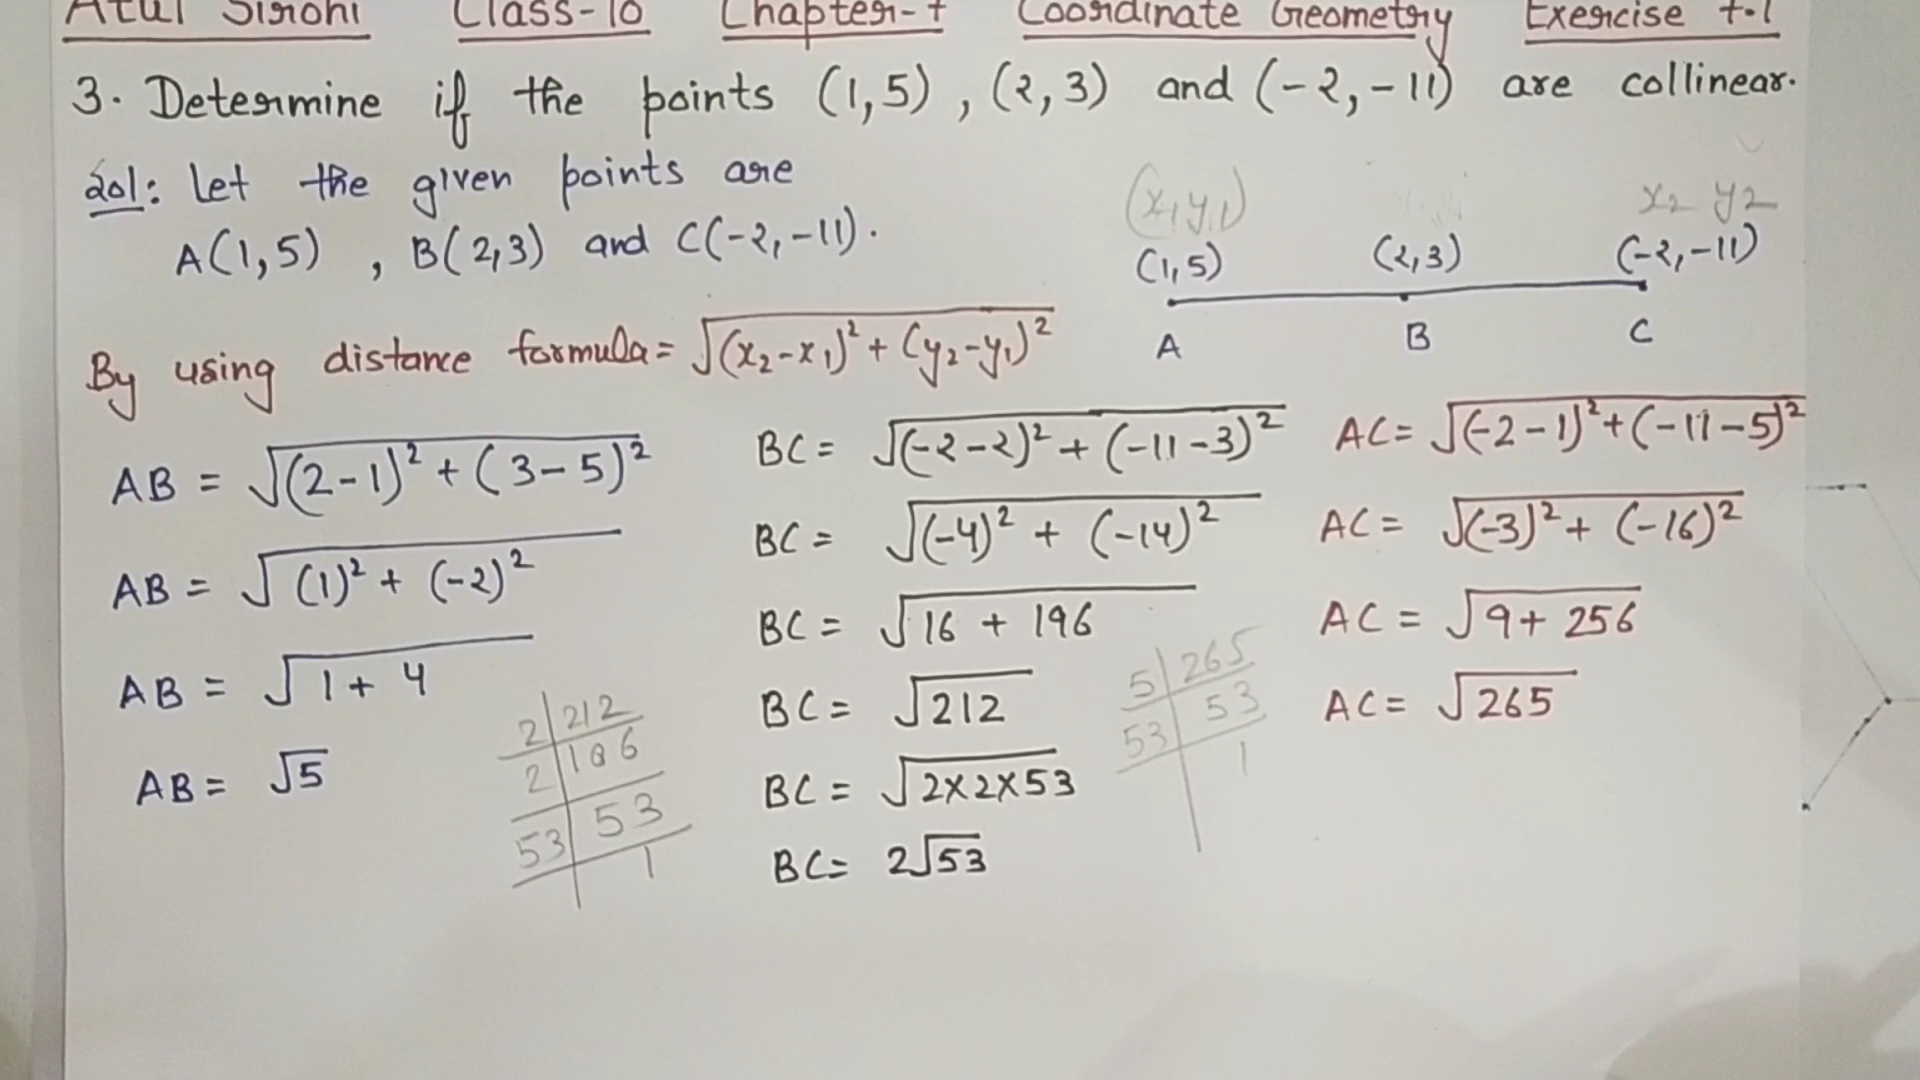 Atul Sirohi Class-10 Chapter-7 Coordinate Geometry Exercise 7.1
3. Determine if the points (1,5), (2,3) and (-2,-11) are collinear.
Sol: Let the given points are
A(1,5), B(2,3) and C(-2,-11).
(x₁y₁) x₂ y₂
(1,5) (2,3) (-2,-11)
A B C
By using distance formula = √(x₂-x₁)² + (y₂-y₁)²
AB = √(2-1)² + (3-5)²
AB = √(1)² + (-2)²
AB = √1+4
AB = √5
2 | 212
2 | 106
53 | 53
1
BC = √(-2-2)² + (-11-3)²
BC = √(-4)² + (-14)²
BC = √16 + 196
BC = √212
BC = √2×2×53
BC = 2√53
5 | 265
53 | 53
1
AC = √(-2-1)² + (-11-5)²
AC = √(-3)² + (-16)²
AC = √9+256
AC = √265